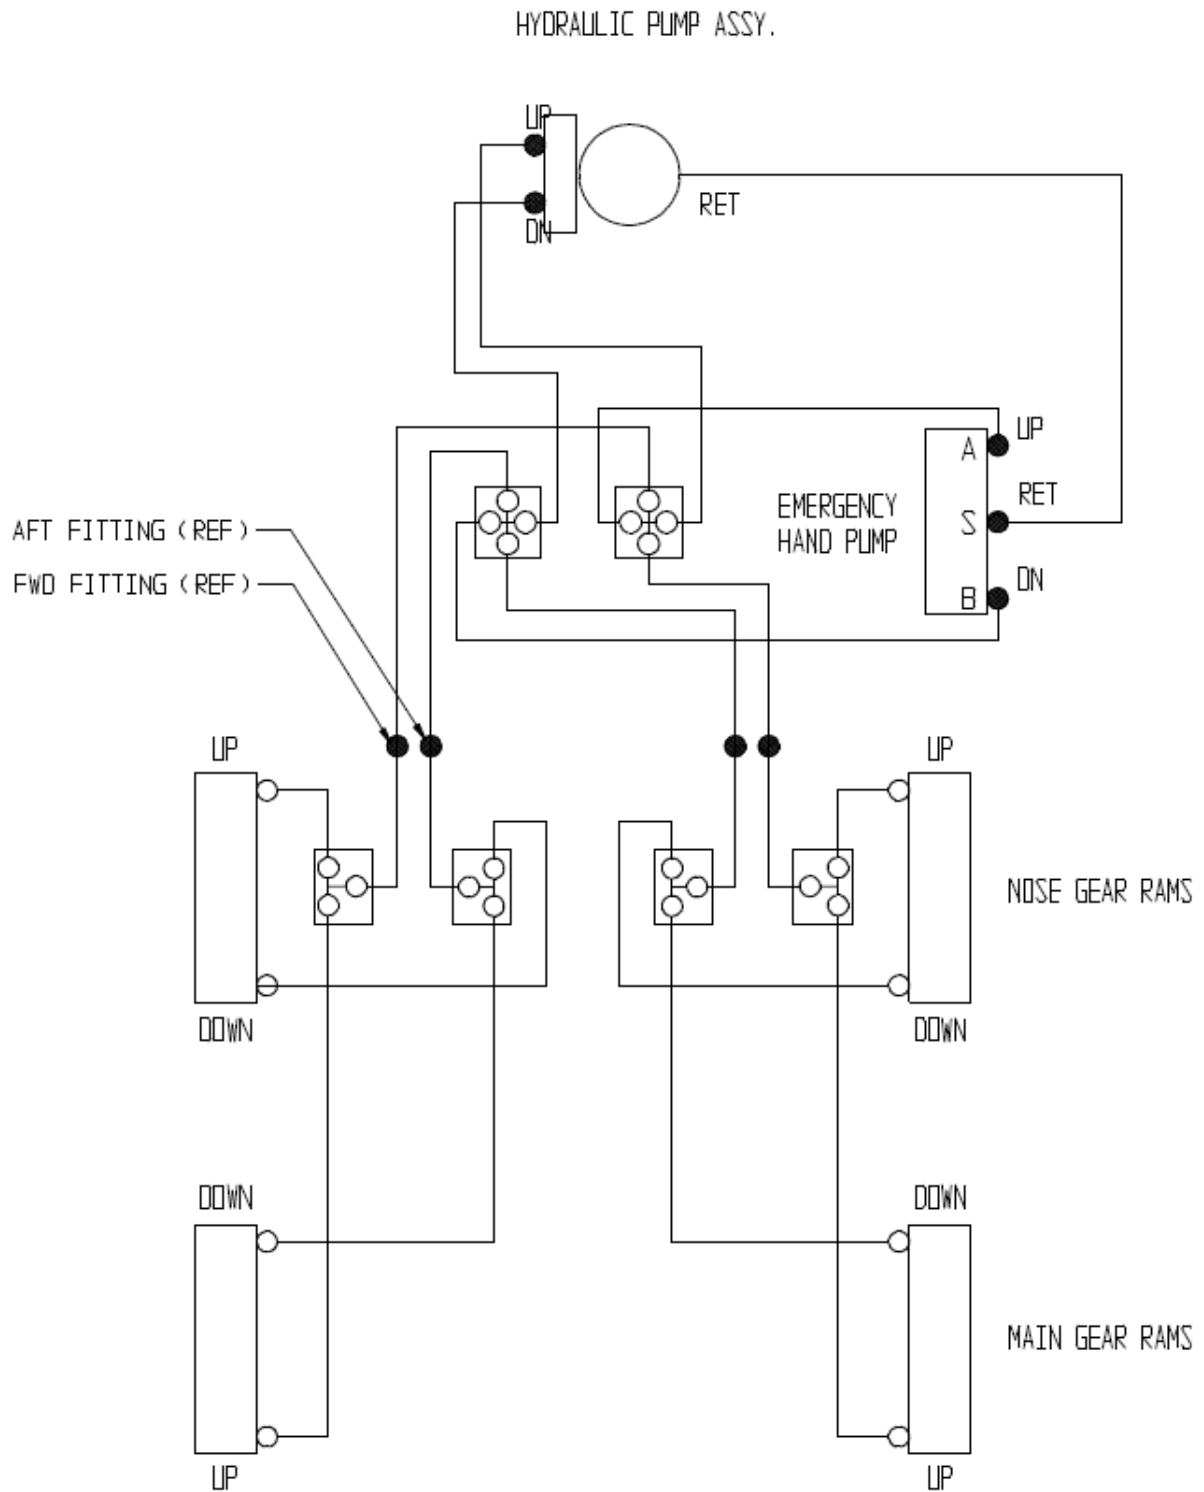 HYDRAULIC PUMP ASSY.
UP
DN
RET
A
UP
EMERGENCY
HAND PUMP
S
RET
B
DN
AFT FITTING (REF)
FWD FITTING (REF)
UP
UP
NOSE GEAR RAMS
DOWN
DOWN
DOWN
DOWN
MAIN GEAR RAMS
UP
UP